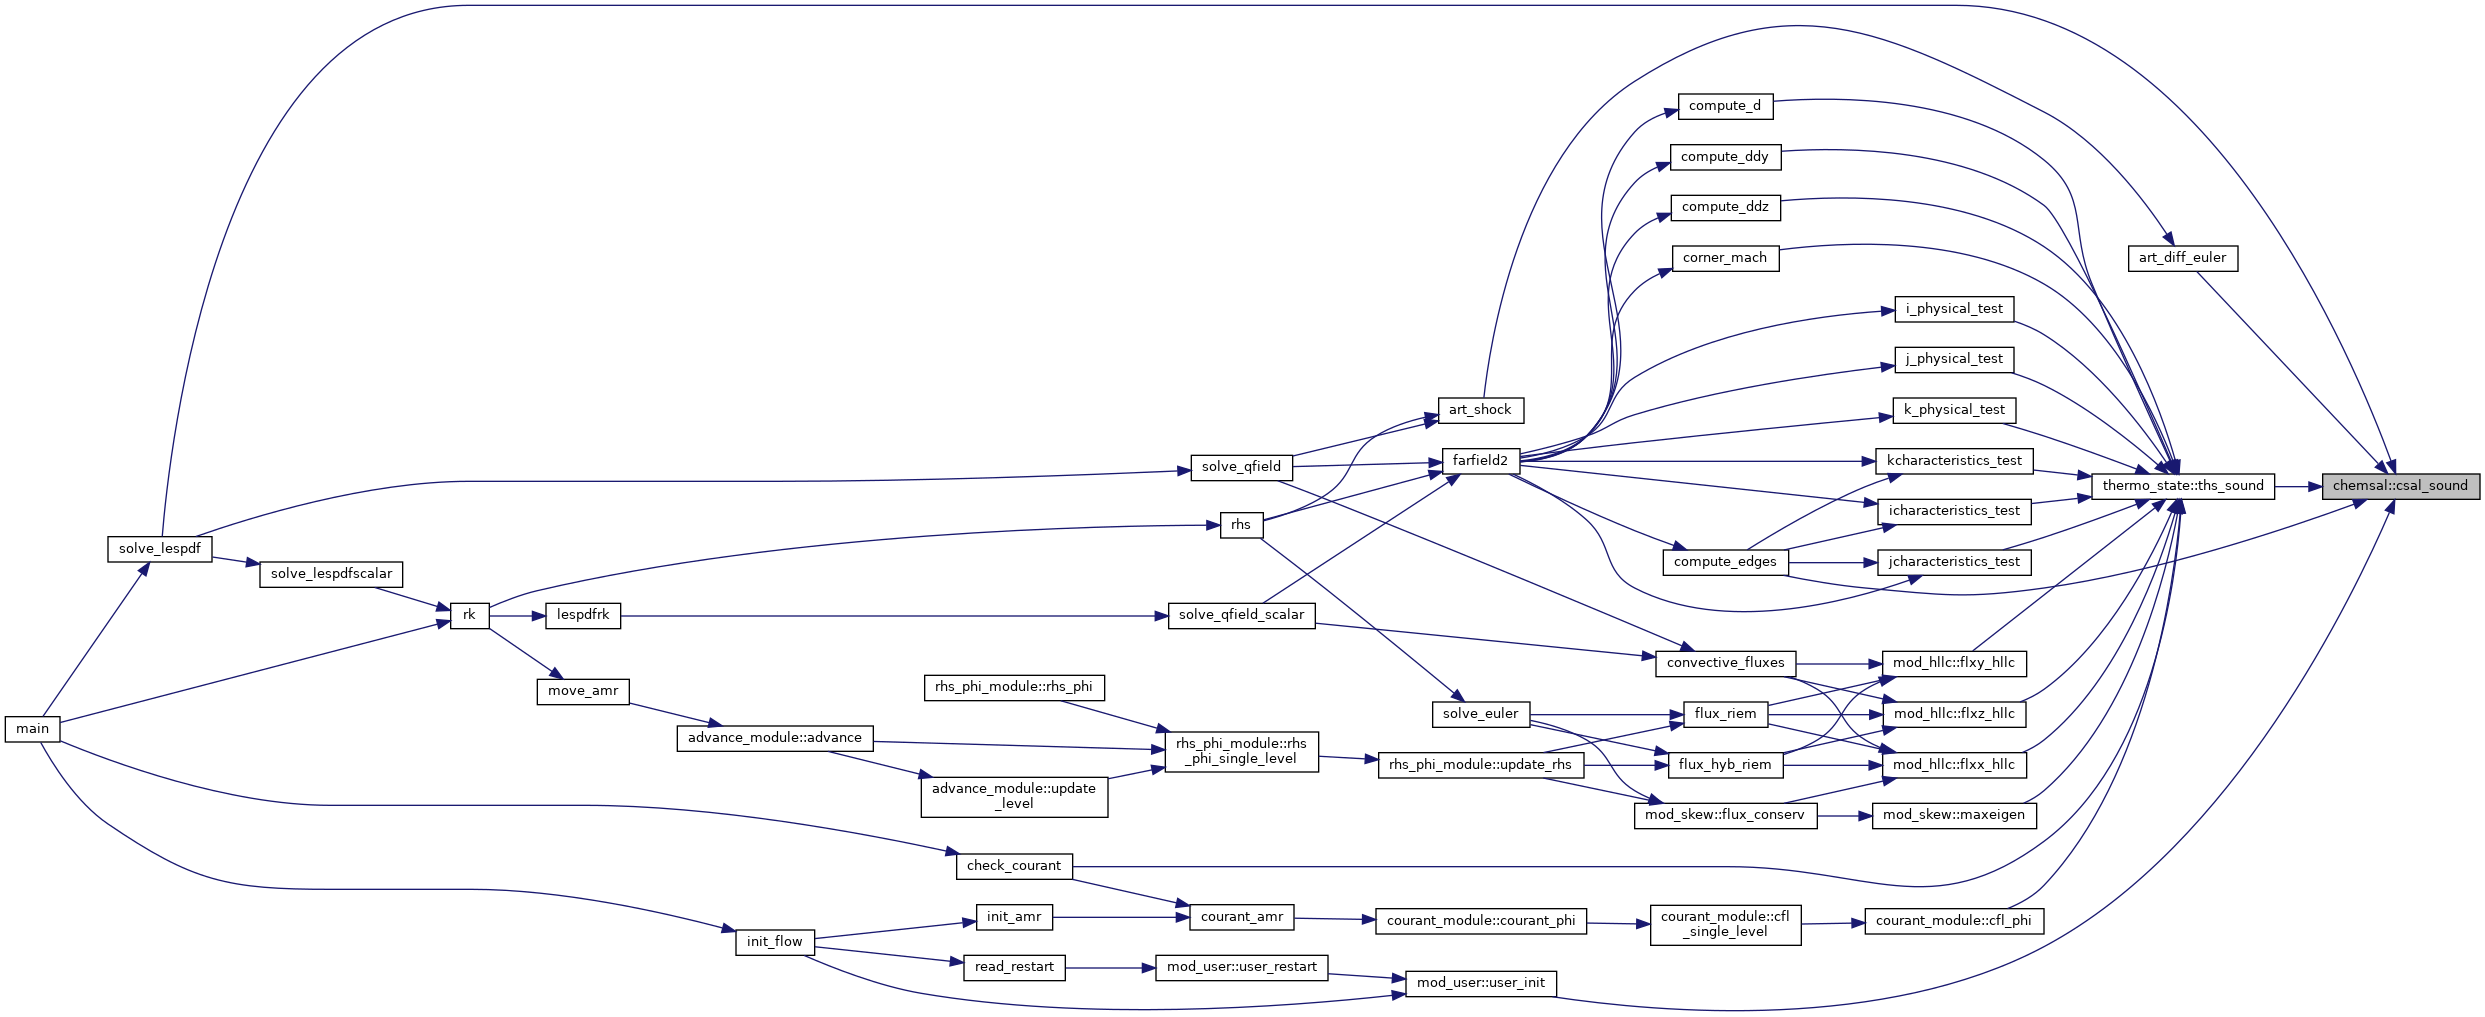 compute_d
compute_ddy
compute_ddz
corner_mach
art_diff_euler
i_physical_test
j_physical_test
art_shock
k_physical_test
solve_qfield
farfield2
kcharacteristics_test
thermo_state::ths_sound
chemsal::csal_sound
rhs
icharacteristics_test
solve_lespdf
solve_lespdfscalar
compute_edges
jcharacteristics_test
rk
lespdfrk
solve_qfield_scalar
convective_fluxes
mod_hllc::flxy_hllc
move_amr
rhs_phi_module::rhs_phi
main
solve_euler
flux_riem
mod_hllc::flxz_hllc
advance_module::advance
rhs_phi_module::rhs
_phi_single_level
rhs_phi_module::update_rhs
flux_hyb_riem
mod_hllc::flxx_hllc
advance_module::update
_level
mod_skew::flux_conserv
mod_skew::maxeigen
check_courant
init_amr
courant_amr
courant_module::courant_phi
courant_module::cfl
_single_level
courant_module::cfl_phi
init_flow
read_restart
mod_user::user_restart
mod_user::user_init